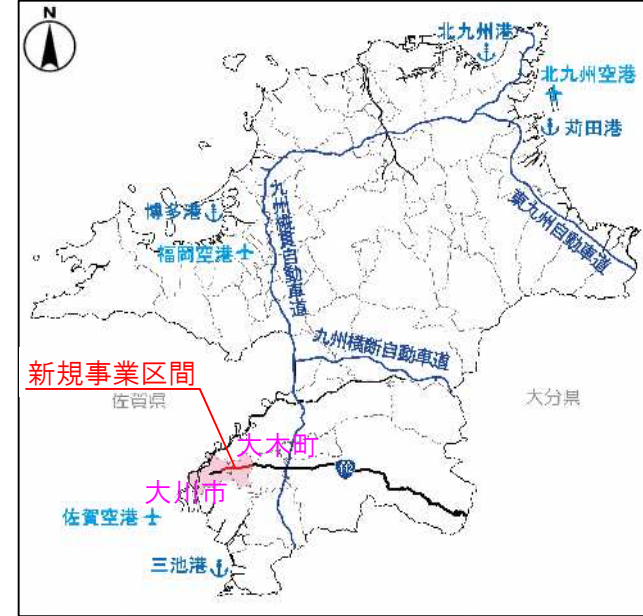 N
北九州港
北九州空港
苅田港
博多港
福岡空港
九州縦貫自動車道
東九州自動車道
九州横断自動車道
新規事業区間
佐賀県
大分県
大木町
442
大川市
佐賀空港
三池港